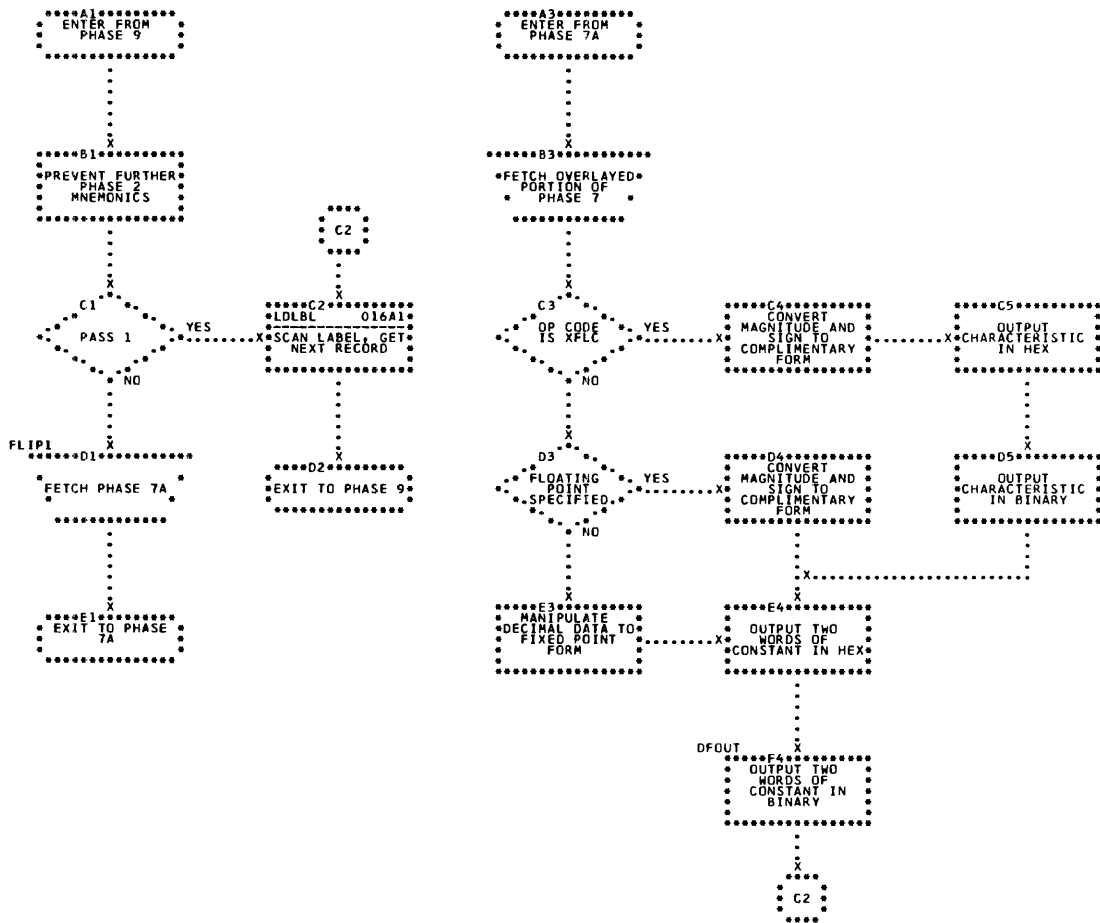 A1
ENTER FROM
PHASE 9
B1
PREVENT FURTHER
PHASE 2
MNEMONICS
C1
PASS 1
YES
NO
C2
C2
LDLBL 016A1
SCAN LABEL, GET
NEXT RECORD
FLIP1
D1
FETCH PHASE 7A
D2
EXIT TO PHASE 9
E1
EXIT TO PHASE
7A
A3
ENTER FROM
PHASE 7A
B3
FETCH OVERLAYED
PORTION OF
PHASE 7
C3
OP CODE
IS XFLC
YES
NO
C4
CONVERT
MAGNITUDE AND
SIGN TO
COMPLIMENTARY
FORM
C5
OUTPUT
CHARACTERISTIC
IN HEX
D3
FLOATING
POINT
SPECIFIED
YES
NO
D4
CONVERT
MAGNITUDE AND
SIGN TO
COMPLIMENTARY
FORM
D5
OUTPUT
CHARACTERISTIC
IN BINARY
E3
MANIPULATE
DECIMAL DATA TO
FIXED POINT
FORM
E4
OUTPUT TWO
WORDS OF
CONSTANT IN HEX
DFOUT
F4
OUTPUT TWO
WORDS OF
CONSTANT IN
BINARY
C2